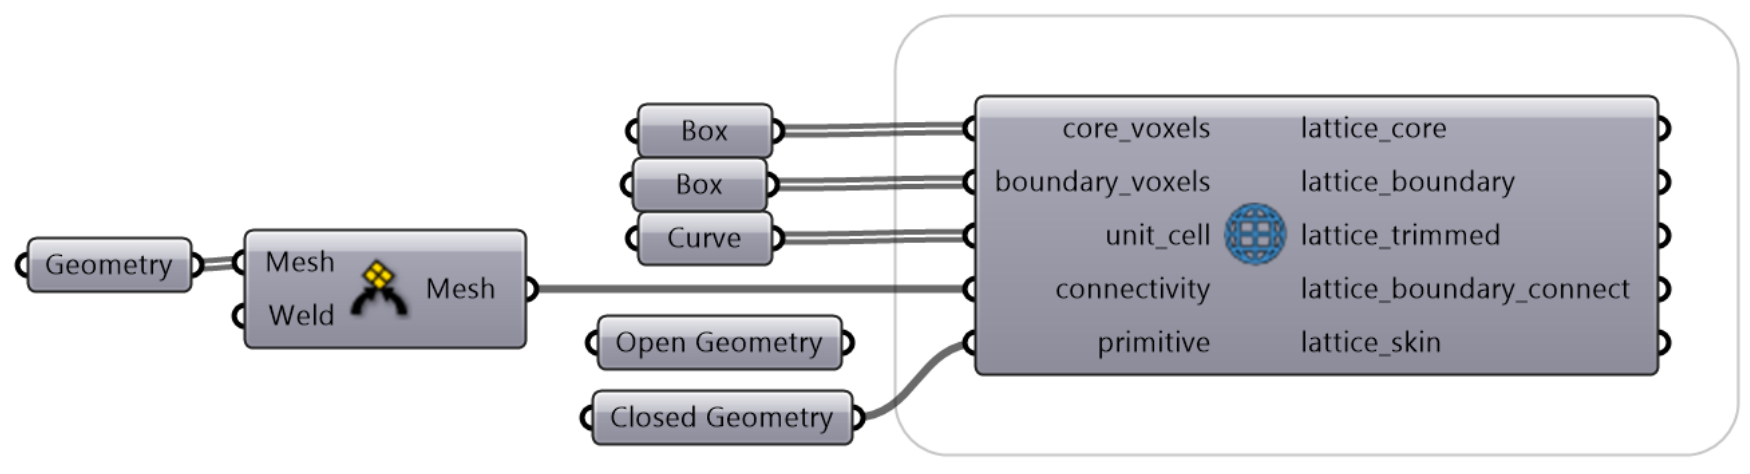 Geometry
Mesh
Weld
Mesh
Box
Box
Curve
Open Geometry
Closed Geometry
core_voxels
boundary_voxels
unit_cell
connectivity
primitive
lattice_core
lattice_boundary
lattice_trimmed
lattice_boundary_connect
lattice_skin